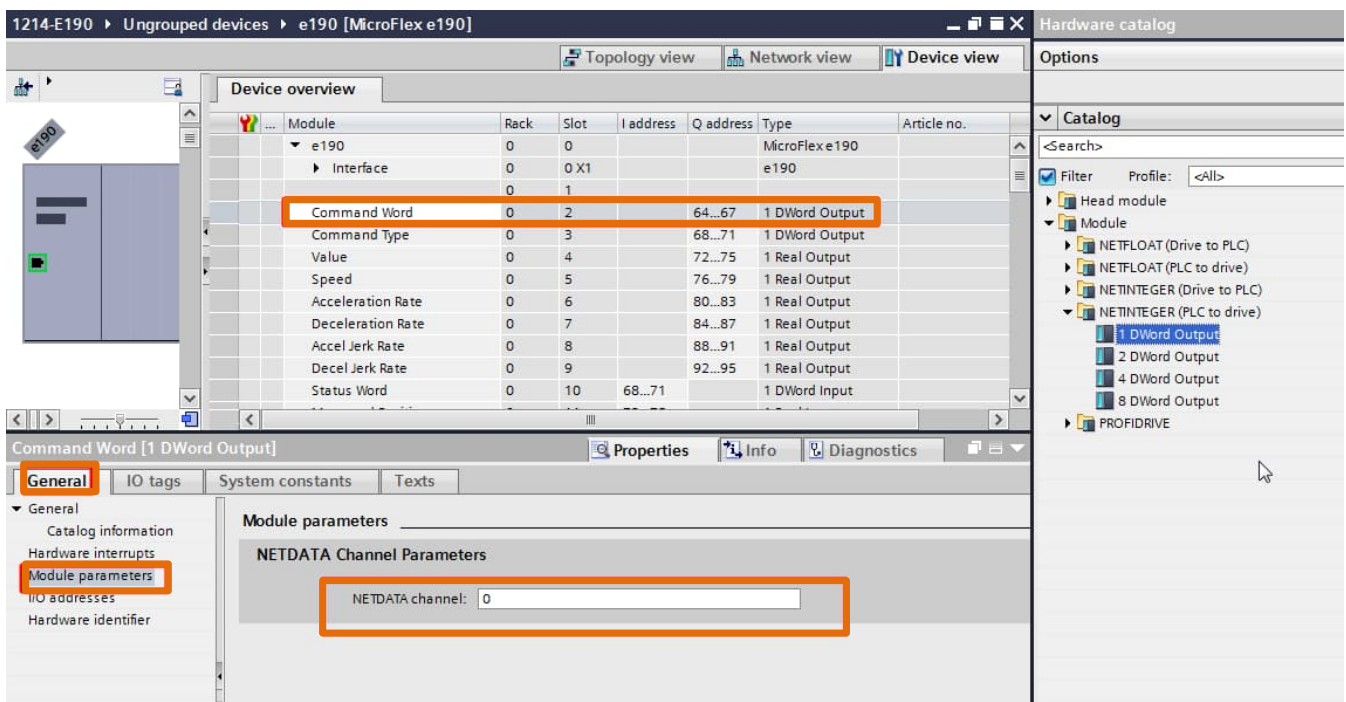 1214-E190 ▸ Ungrouped devices ▸ e190 [MicroFlex e190]
Hardware catalog
Topology view Network view Device view
Options
Device overview
e190
... Module Rack Slot I address Q address Type Article no.
e190 0 0 MicroFlex e190
Interface 0 0 X1 e190
0 1
Command Word 0 2 64...67 1 DWord Output
Command Type 0 3 68...71 1 DWord Output
Value 0 4 72...75 1 Real Output
Speed 0 5 76...79 1 Real Output
Acceleration Rate 0 6 80...83 1 Real Output
Deceleration Rate 0 7 84...87 1 Real Output
Accel Jerk Rate 0 8 88...91 1 Real Output
Decel Jerk Rate 0 9 92...95 1 Real Output
Status Word 0 10 68...71 1 DWord Input
Catalog
<Search>
Filter Profile: <All>
Head module
Module
NETFLOAT (Drive to PLC)
NETFLOAT (PLC to drive)
NETINTEGER (Drive to PLC)
NETINTEGER (PLC to drive)
1 DWord Output
2 DWord Output
4 DWord Output
8 DWord Output
PROFIDRIVE
Command Word [1 DWord Output]
Properties Info Diagnostics
General IO tags System constants Texts
General
Catalog information
Hardware interrupts
Module parameters
I/O addresses
Hardware identifier
Module parameters
NETDATA Channel Parameters
NETDATA channel: 0